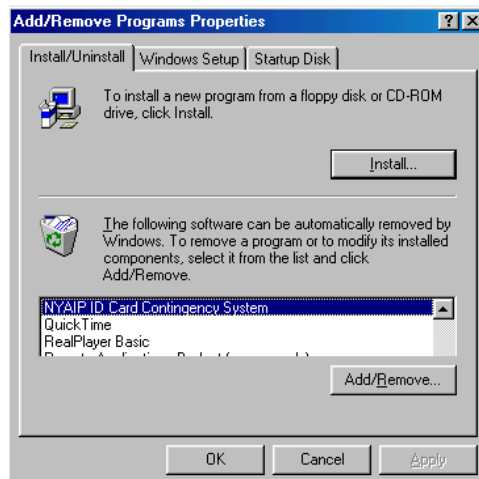 Add/Remove Programs Properties
Install/Uninstall Windows Setup Startup Disk
To install a new program from a floppy disk or CD-ROM
drive, click Install.
Install...
The following software can be automatically removed by
Windows. To remove a program or to modify its installed
components, select it from the list and click
Add/Remove.
NYAIP ID Card Contingency System
QuickTime
RealPlayer Basic
Add/Remove...
OK Cancel Apply